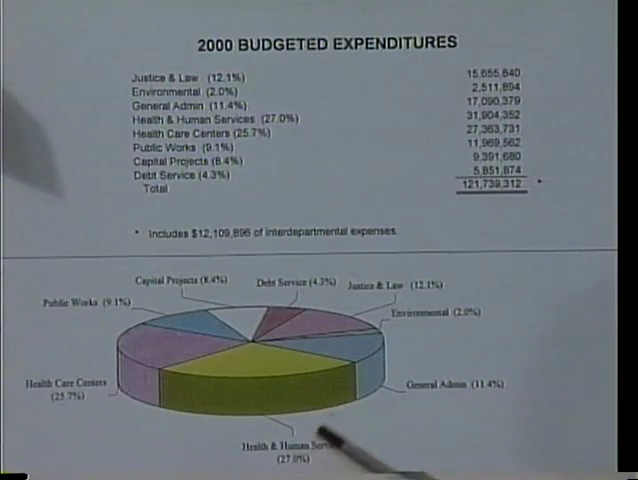 2000 BUDGETED EXPENDITURES
Justice & Law (12.1%) 15,655,840
Environmental (2.0%) 2,511,894
General Admin (11.4%) 17,090,379
Health & Human Services (27.0%) 31,904,352
Health Care Centers (25.7%) 27,363,731
Public Works (9.1%) 11,969,562
Capital Projects (8.4%) 9,391,680
Debt Service (4.3%) 5,851,874
Total 121,739,312 *
* Includes $12,109,896 of interdepartmental expenses.
Capital Projects (8.4%)
Debt Service (4.3%)
Justice & Law (12.1%)
Public Works (9.1%)
Environmental (2.0%)
Health Care Centers
(25.7%)
General Admin (11.4%)
Health & Human Serv
(27.0%)